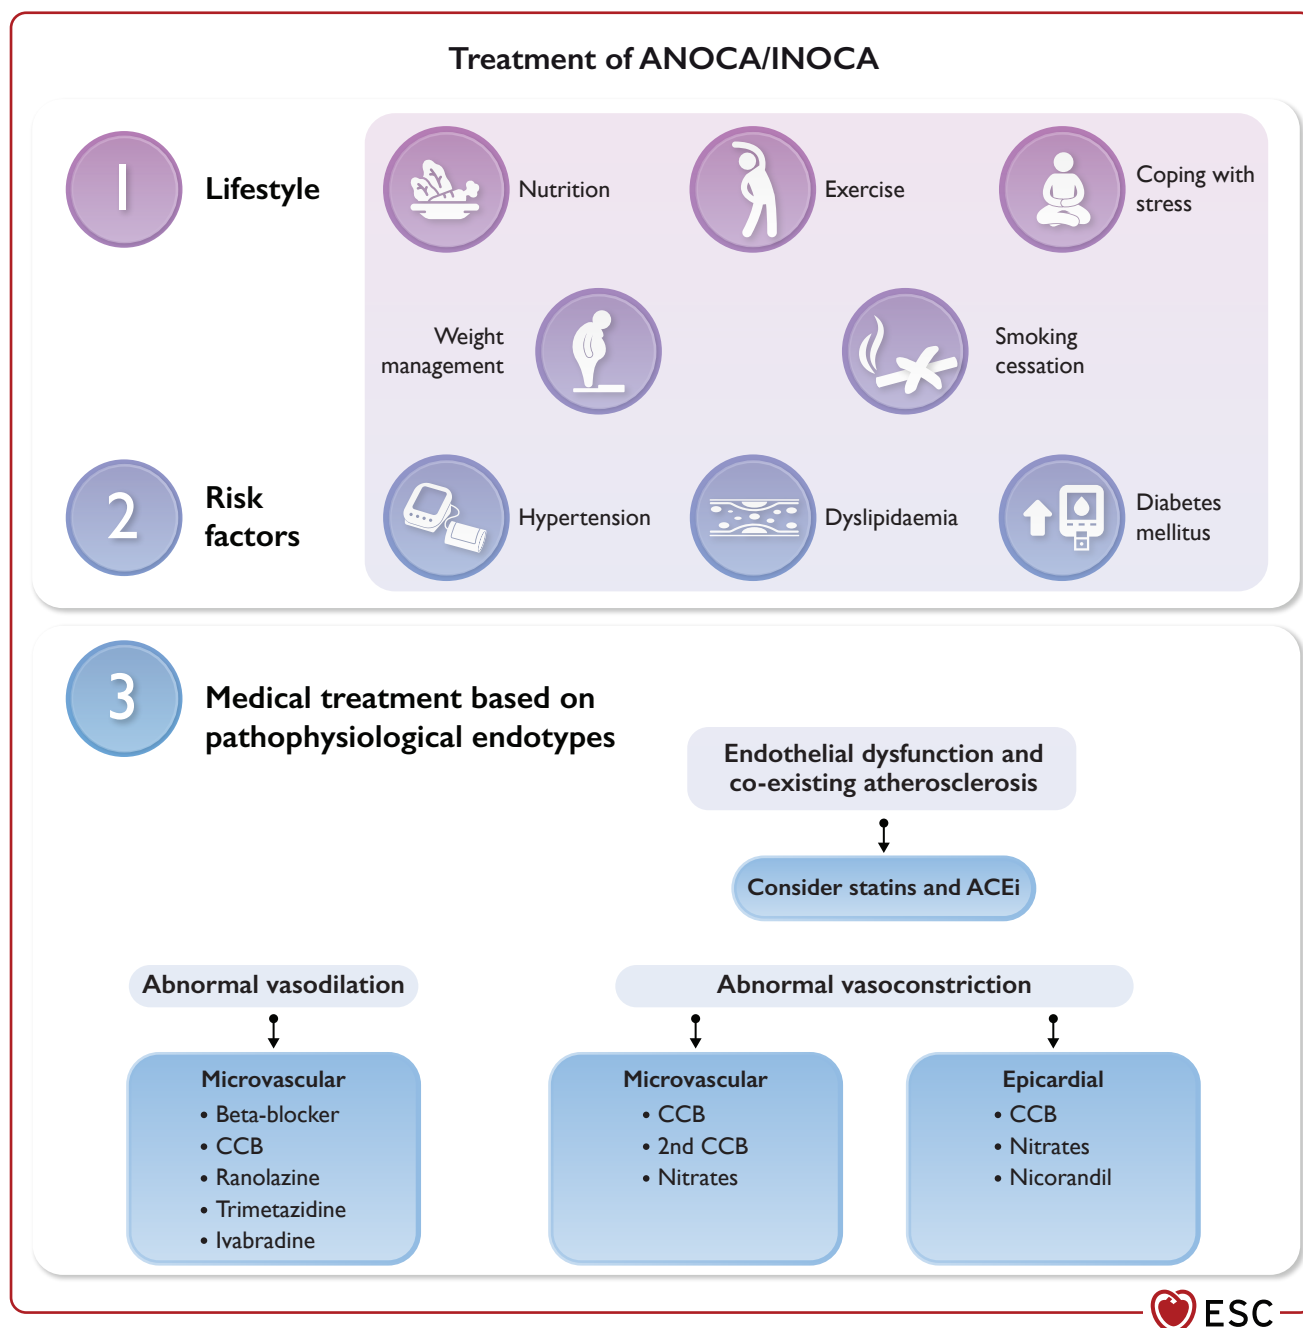 Treatment of ANOCA/INOCA
1
Lifestyle
Nutrition
Exercise
Coping with
stress
Weight
management
Smoking
cessation
2
Risk
factors
Hypertension
Dyslipidaemia
Diabetes
mellitus
3
Medical treatment based on
pathophysiological endotypes
Endothelial dysfunction and
co-existing atherosclerosis
Consider statins and ACEi
Abnormal vasodilation
Microvascular
• Beta-blocker
• CCB
• Ranolazine
• Trimetazidine
• Ivabradine
Abnormal vasoconstriction
Microvascular
• CCB
• 2nd CCB
• Nitrates
Epicardial
• CCB
• Nitrates
• Nicorandil
ESC